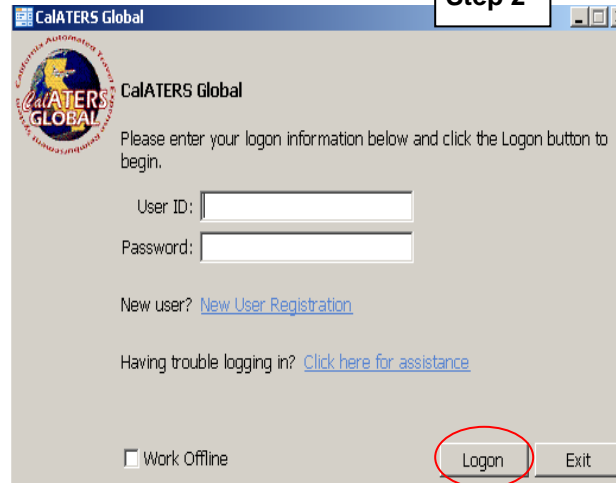 Step 2
CalATERS Global
California Automated Travel Expense Reimbursement System
CalATERS
GLOBAL
CalATERS Global
Please enter your logon information below and click the Logon button to
begin.
User ID:
Password:
New user? New User Registration
Having trouble logging in? Click here for assistance
Work Offline
Logon
Exit